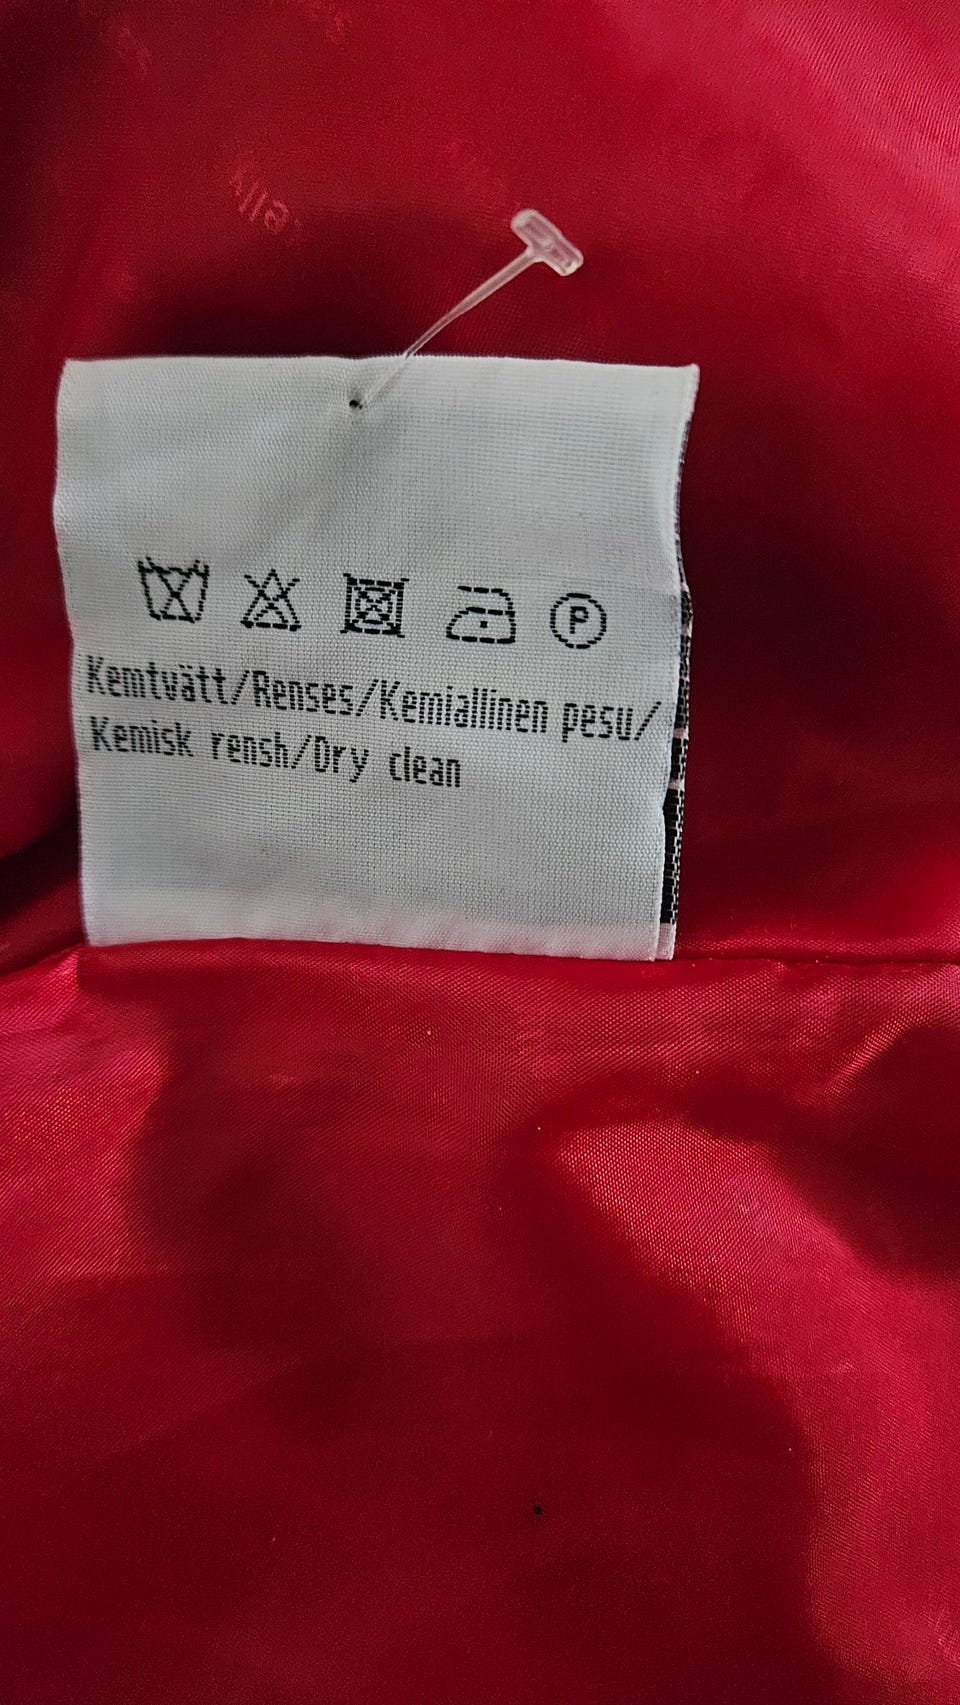 P
Kemtvätt/Renses/Kemiallinen pesu/
Kemisk rensh/Dry clean